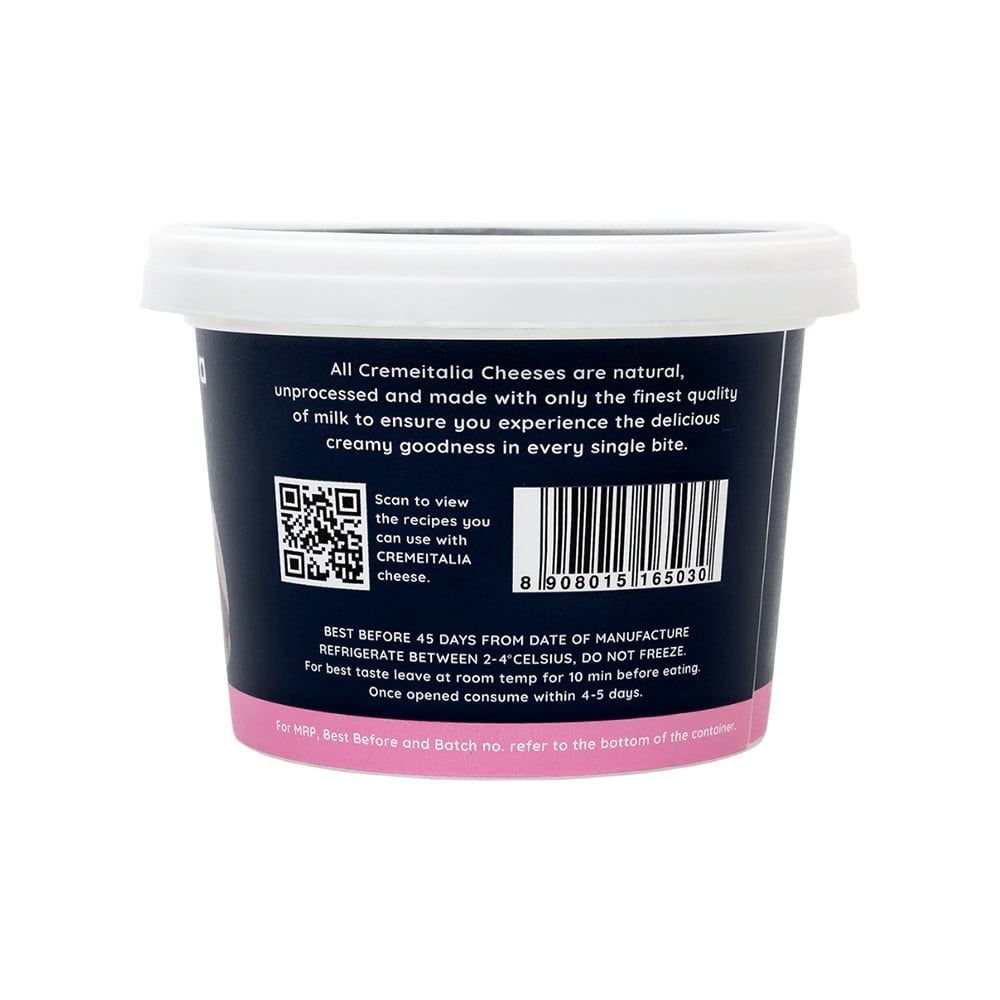 a
All Cremeitalia Cheeses are natural,
unprocessed and made with only the finest quality
of milk to ensure you experience the delicious
creamy goodness in every single bite.
Scan to view
the recipes you
can use with
CREMEITALIA
cheese.
8 908015 165030
BEST BEFORE 45 DAYS FROM DATE OF MANUFACTURE
REFRIGERATE BETWEEN 2-4°CELSIUS, DO NOT FREEZE.
For best taste leave at room temp for 10 min before eating.
Once opened consume within 4-5 days.
For MRP, Best Before and Batch no. refer to the bottom of the container.